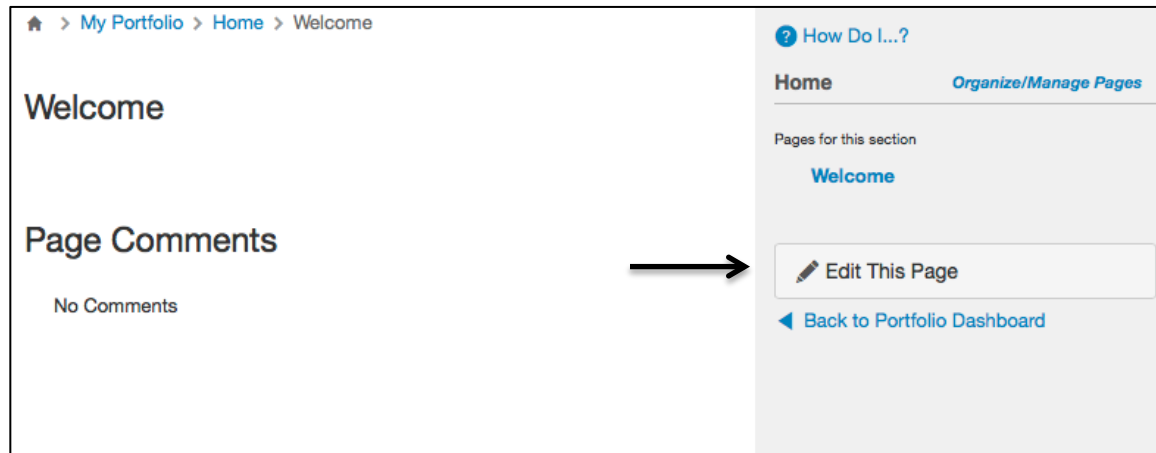 > My Portfolio > Home > Welcome
Welcome
Page Comments
No Comments
? How Do I...?
Home Organize/Manage Pages
Pages for this section
Welcome
Edit This Page
Back to Portfolio Dashboard